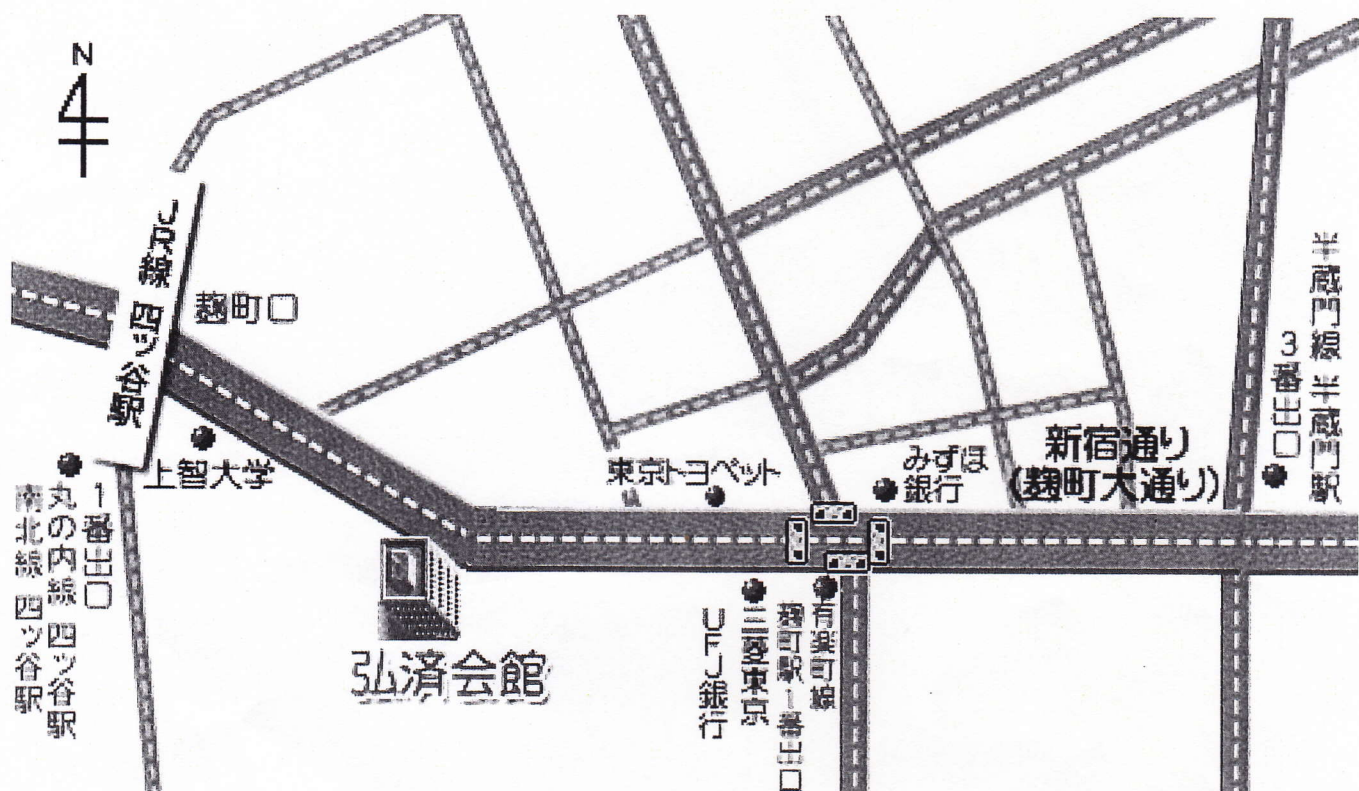 N
JR線 四ッ谷駅
麹町口
上智大学
1番出口
丸の内線 四ッ谷駅
南北線 四ッ谷駅
弘済会館
東京トヨペット
みずほ
銀行
新宿通り
(麹町大通り)
半蔵門線 半蔵門駅
3番出口
有楽町線
麹町駅1番出口
三菱東京
UFJ銀行